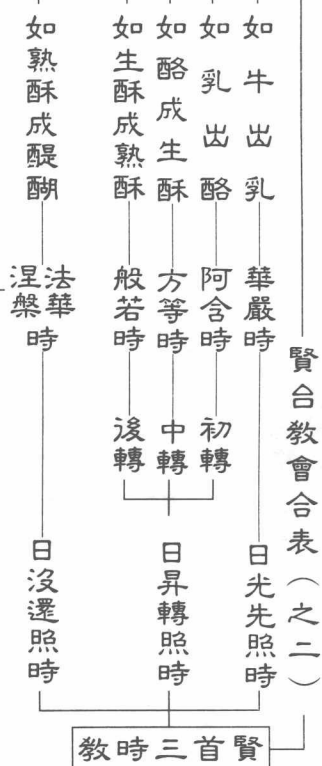 賢台教會合表（之二）
賢首三時教
日光先照時
華嚴時
如牛出乳
日昇轉照時
初轉
阿含時
如乳出酪
中轉
方等時
如酪成生酥
後轉
般若時
如生酥成熟酥
日沒還照時
法華
涅槃時
如熟酥成醍醐